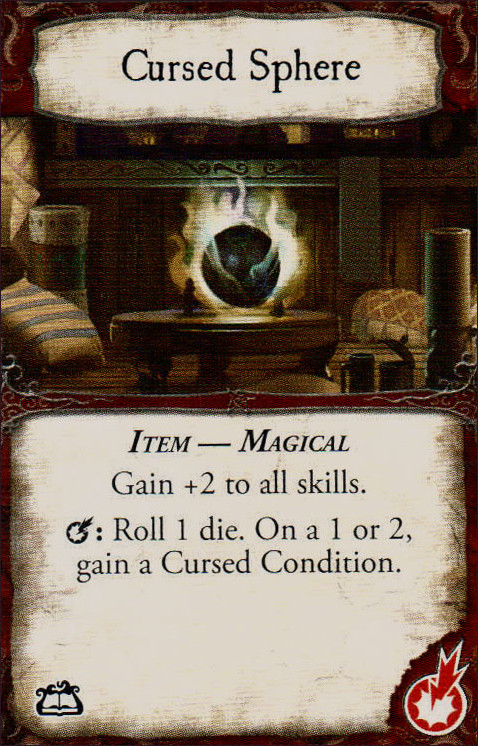 Cursed Sphere
ITEM — MAGICAL
Gain +2 to all skills.
: Roll 1 die. On a 1 or 2,
gain a Cursed Condition.